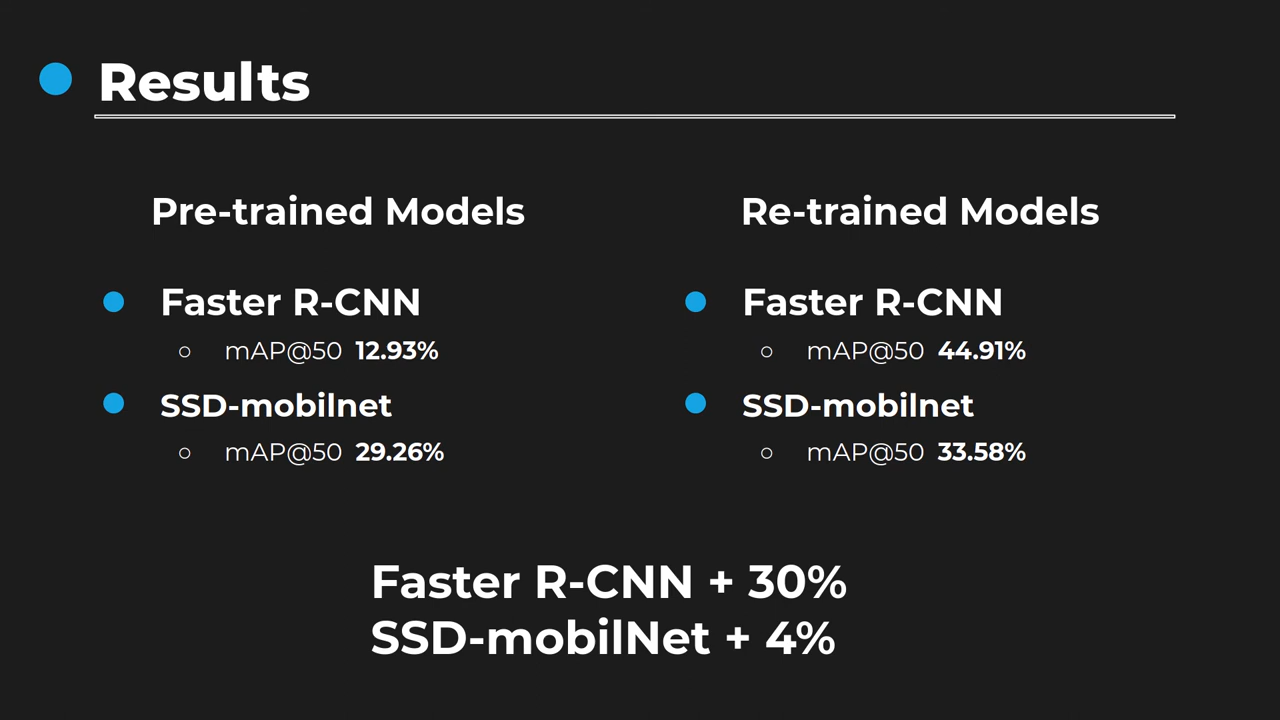 Results
Pre-trained Models
Faster R-CNN
mAP@50 12.93%
SSD-mobilnet
mAP@50 29.26%
Re-trained Models
Faster R-CNN
mAP@50 44.91%
SSD-mobilnet
mAP@50 33.58%
Faster R-CNN + 30%
SSD-mobilNet + 4%